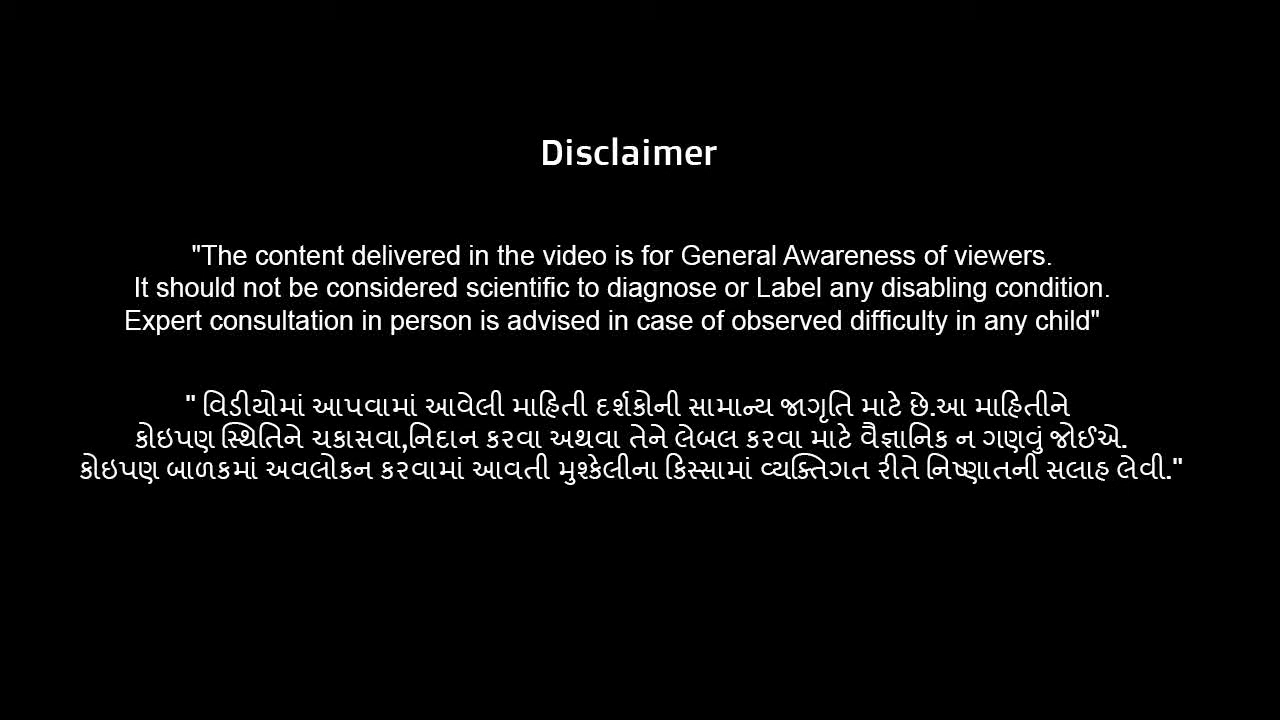 Disclaimer
"The content delivered in the video is for General Awareness of viewers.
It should not be considered scientific to diagnose or Label any disabling condition.
Expert consultation in person is advised in case of observed difficulty in any child"
" વિડીયોમાં આપવામાં આવેલી માહિતી દર્શકોની સામાન્ય જાગૃતિ માટે છે.આ માહિતીને
કોઇપણ સ્થિતિને ચકાસવા,નિદાન કરવા અથવા તેને લેબલ કરવા માટે વૈજ્ઞાનિક ન ગણવું જોઈએ.
કોઇપણ બાળકમાં અવલોકન કરવામાં આવતી મુશ્કેલીના કિસ્સામાં વ્યક્તિગત રીતે નિષ્ણાતની સલાહ લેવી."